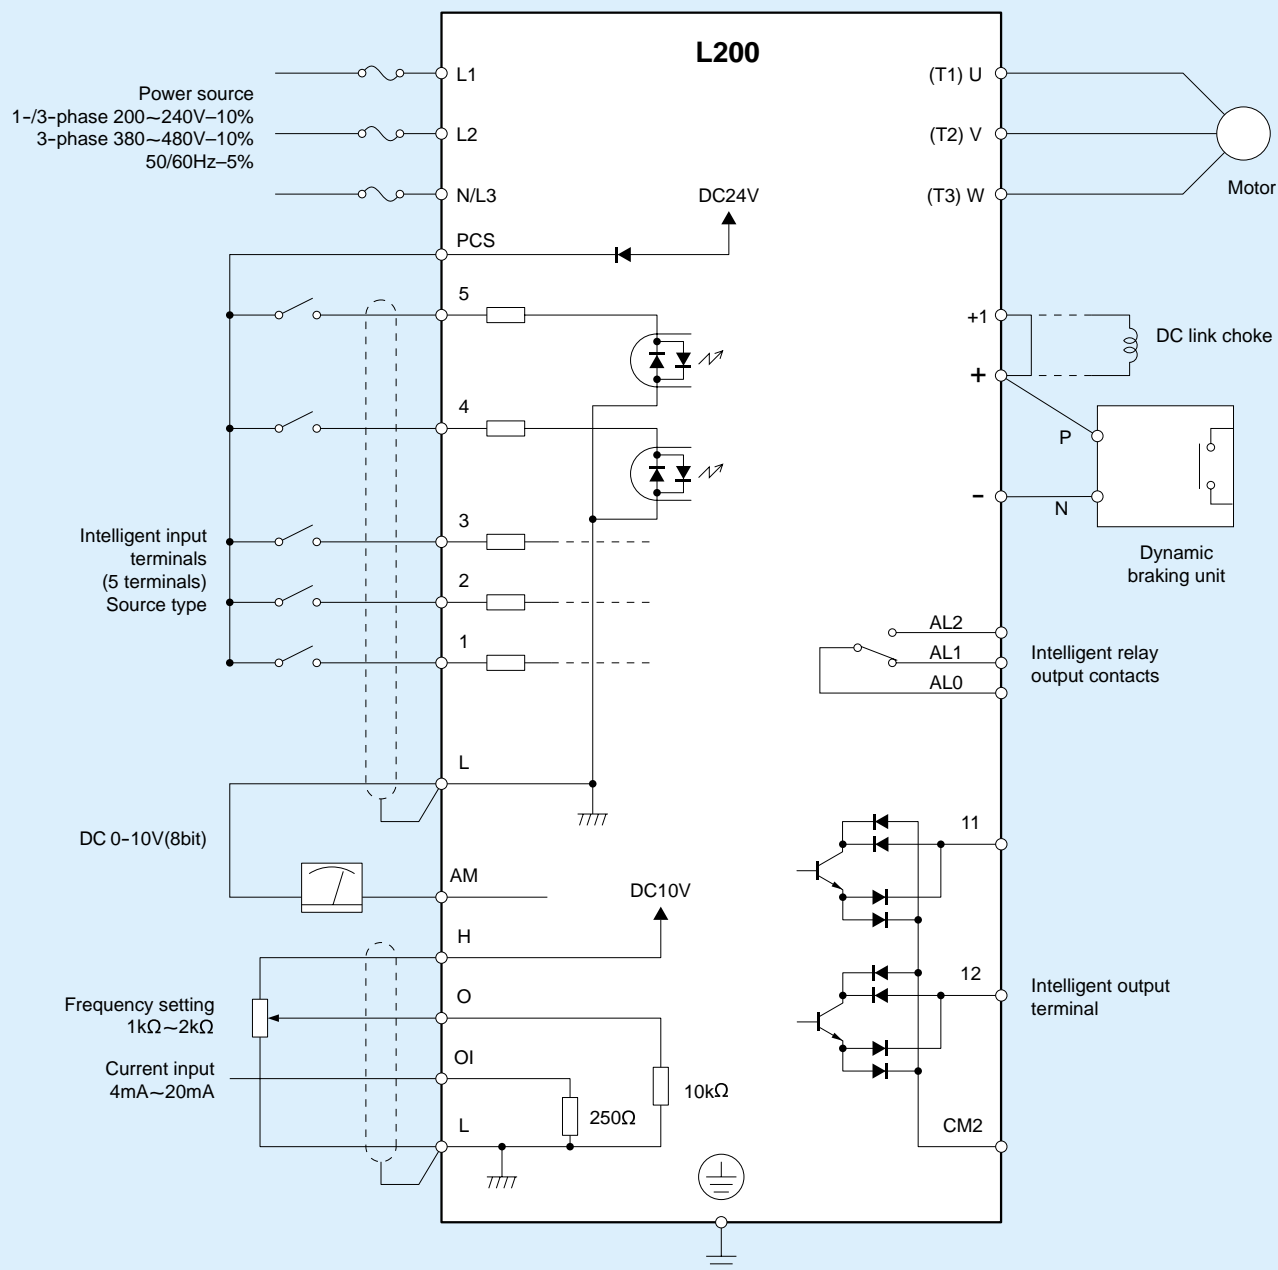 L200
L1
(T1) U
Power source
1-/3-phase 200~240V–10%
3-phase 380~480V–10%
50/60Hz–5%
L2
(T2) V
N/L3
DC24V
(T3) W
Motor
PCS
5
+1
DC link choke
+
4
P
-
N
3
Intelligent input
terminals
(5 terminals)
Source type
Dynamic
braking unit
2
AL2
1
AL1
AL0
Intelligent relay
output contacts
L
DC 0-10V(8bit)
11
AM
DC10V
H
O
12
Frequency setting
1kΩ~2kΩ
Intelligent output
terminal
OI
Current input
4mA~20mA
10kΩ
250Ω
L
CM2